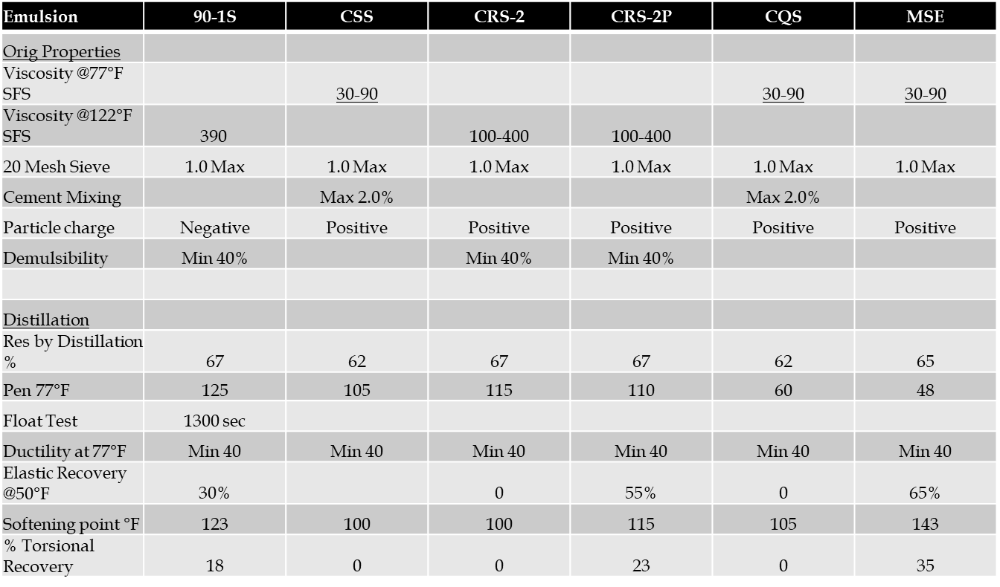 Emulsion 90-1S CSS CRS-2 CRS-2P CQS MSE
Orig Properties
Viscosity @77°F
SFS 30-90 30-90 30-90
Viscosity @122°F
SFS 390 100-400 100-400
20 Mesh Sieve 1.0 Max 1.0 Max 1.0 Max 1.0 Max 1.0 Max 1.0 Max
Cement Mixing Max 2.0% Max 2.0%
Particle charge Negative Positive Positive Positive Positive Positive
Demulsibility Min 40% Min 40% Min 40%
Distillation
Res by Distillation
% 67 62 67 67 62 65
Pen 77°F 125 105 115 110 60 48
Float Test 1300 sec
Ductility at 77°F Min 40 Min 40 Min 40 Min 40 Min 40 Min 40
Elastic Recovery
@50°F 30% 0 55% 0 65%
Softening point °F 123 100 100 115 105 143
% Torsional
Recovery 18 0 0 23 0 35